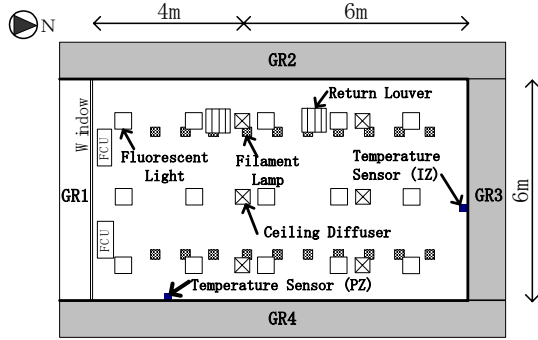 4m
6m
N
GR2
Return Louver
Window
FCU
Fluorescent
Light
Filament
Lamp
Temperature
Sensor (IZ)
GR1
GR3
6m
FCU
Ceiling Diffuser
Temperature Sensor (PZ)
GR4